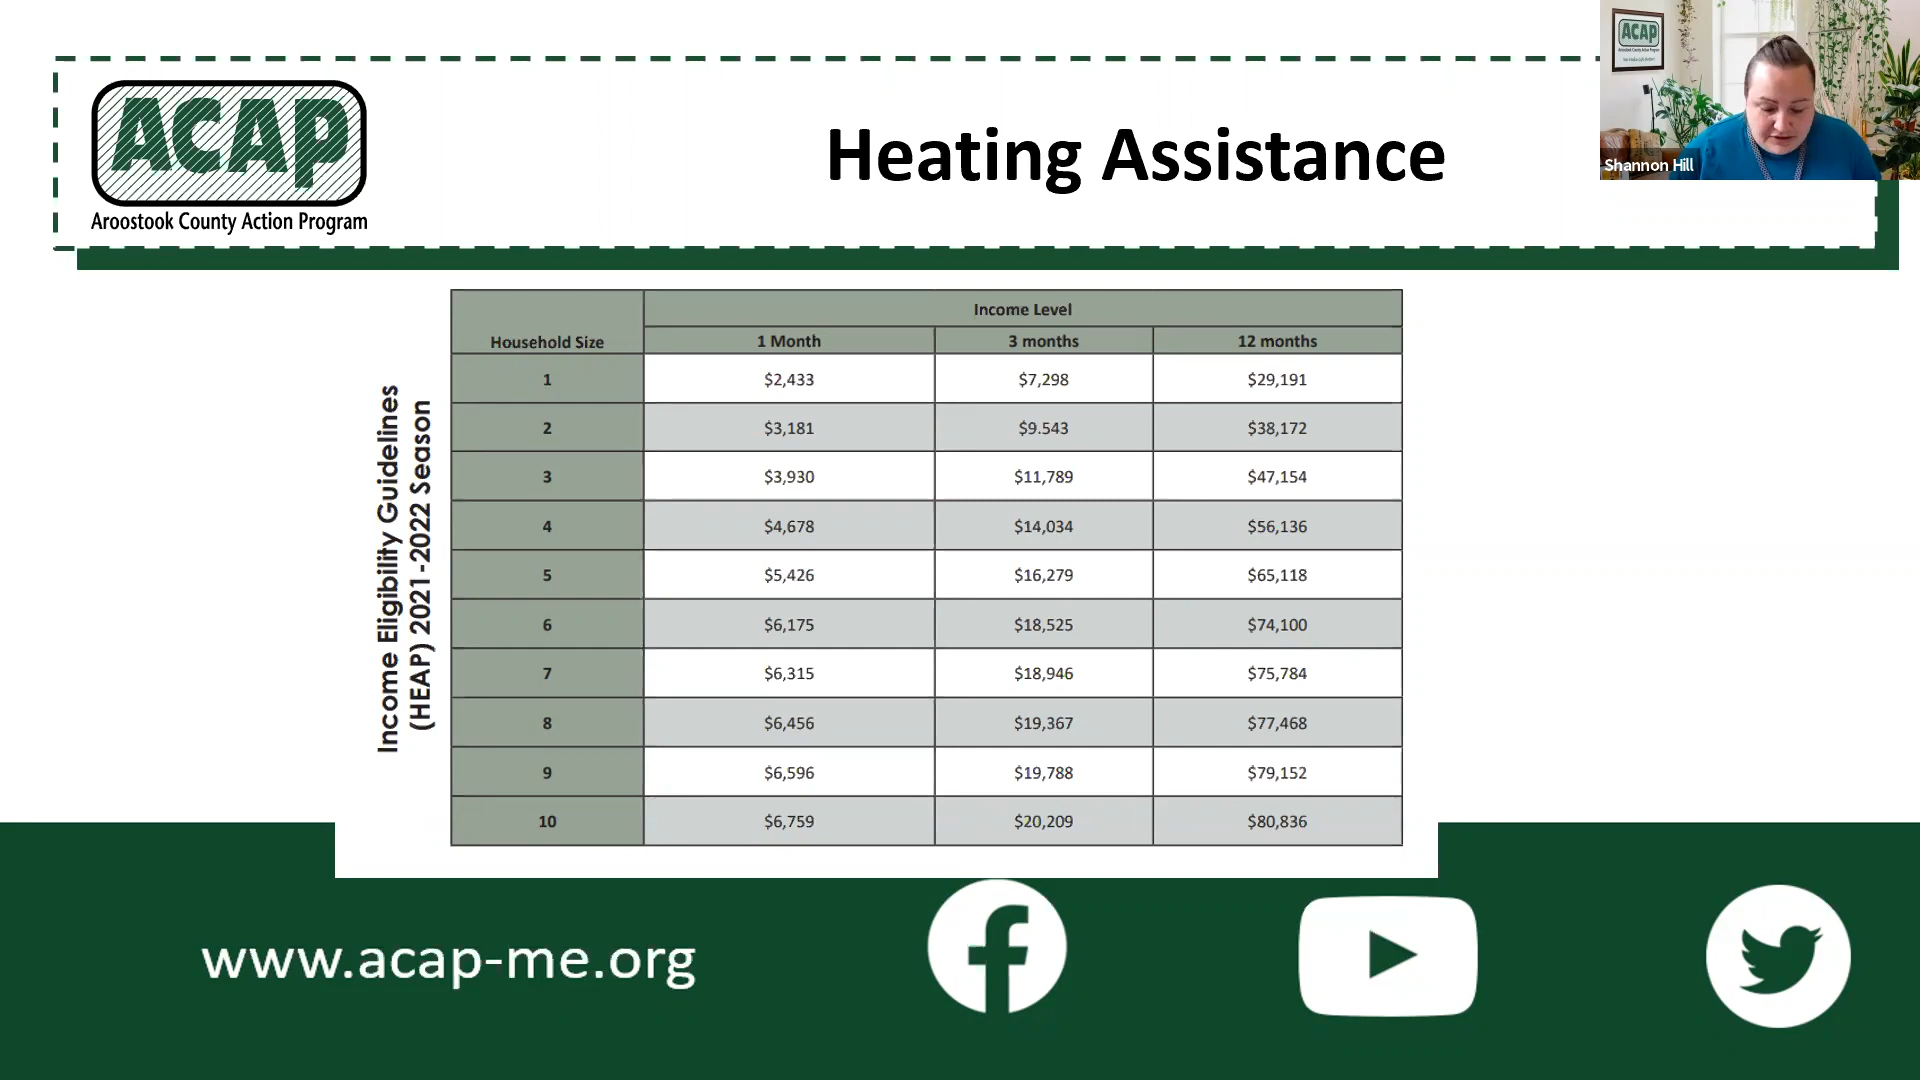 ACAP
Aroostook County Action Program
Heating Assistance
ACAP
Shannon Hill
Income Eligibility Guidelines
(HEAP) 2021-2022 Season
Household Size
Income Level
1 Month 3 months 12 months
1 $2,433 $7,298 $29,191
2 $3,181 $9.543 $38,172
3 $3,930 $11,789 $47,154
4 $4,678 $14,034 $56,136
5 $5,426 $16,279 $65,118
6 $6,175 $18,525 $74,100
7 $6,315 $18,946 $75,784
8 $6,456 $19,367 $77,468
9 $6,596 $19,788 $79,152
10 $6,759 $20,209 $80,836
www.acap-me.org